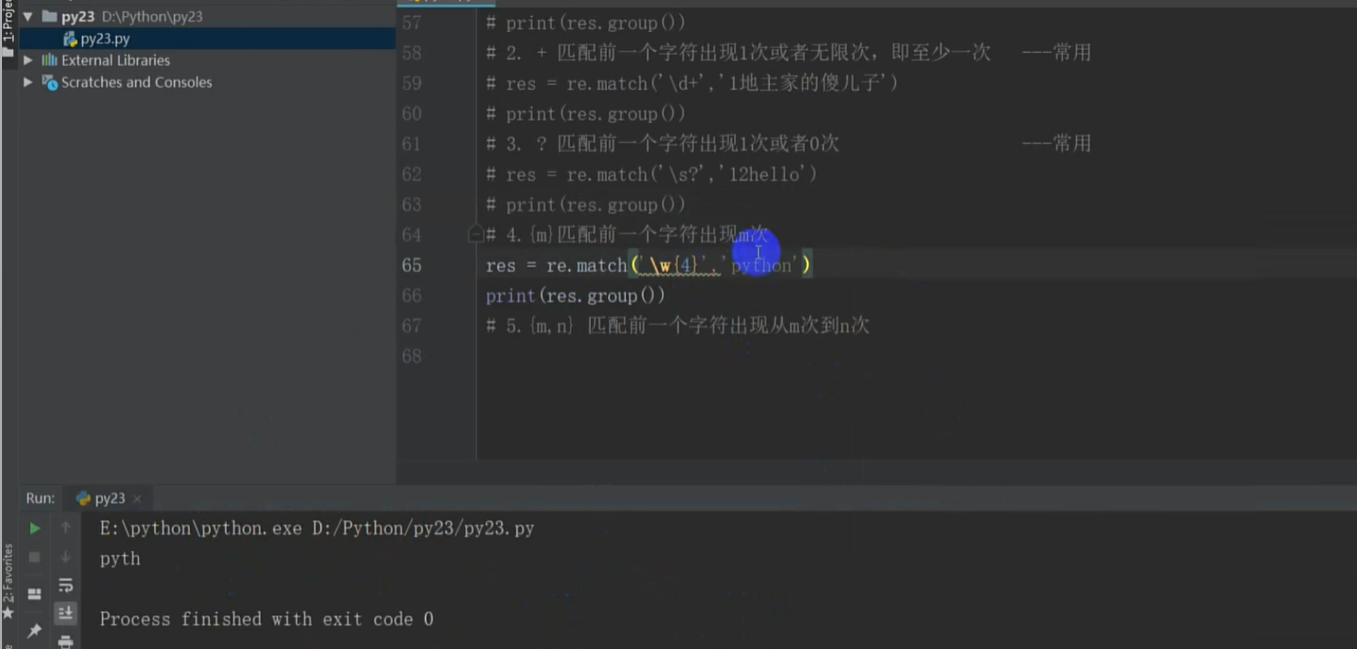 1: Project
py23 D:\Python\py23
py23.py
External Libraries
Scratches and Consoles
57 # print(res.group())
58 # 2. + 匹配前一个字符出现1次或者无限次，即至少一次 ---常用
59 # res = re.match('\d+','1地主家的傻儿子')
60 # print(res.group())
61 # 3. ? 匹配前一个字符出现1次或者0次 ---常用
62 # res = re.match('\s?','12hello')
63 # print(res.group())
64 # 4.{m}匹配前一个字符出现m次
65 res = re.match('\w{4}','python')
66 print(res.group())
67 # 5.{m,n} 匹配前一个字符出现从m次到n次
68
Run: py23
E:\python\python.exe D:/Python/py23/py23.py
pyth
Process finished with exit code 0
2: Favorites